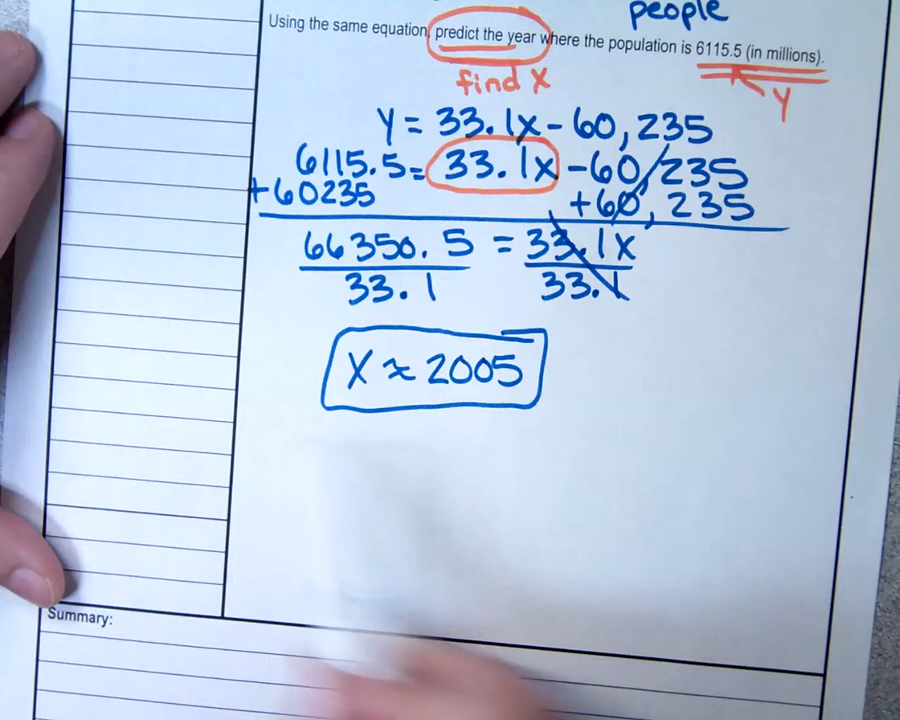 people
Using the same equation, predict the year where the population is 6115.5 (in millions).
find x
y
y = 33.1x - 60,235
6115.5 = 33.1x - 60,235
+60235 +60,235
66350.5 = 33.1x
33.1 33.1
x ≈ 2005
Summary: